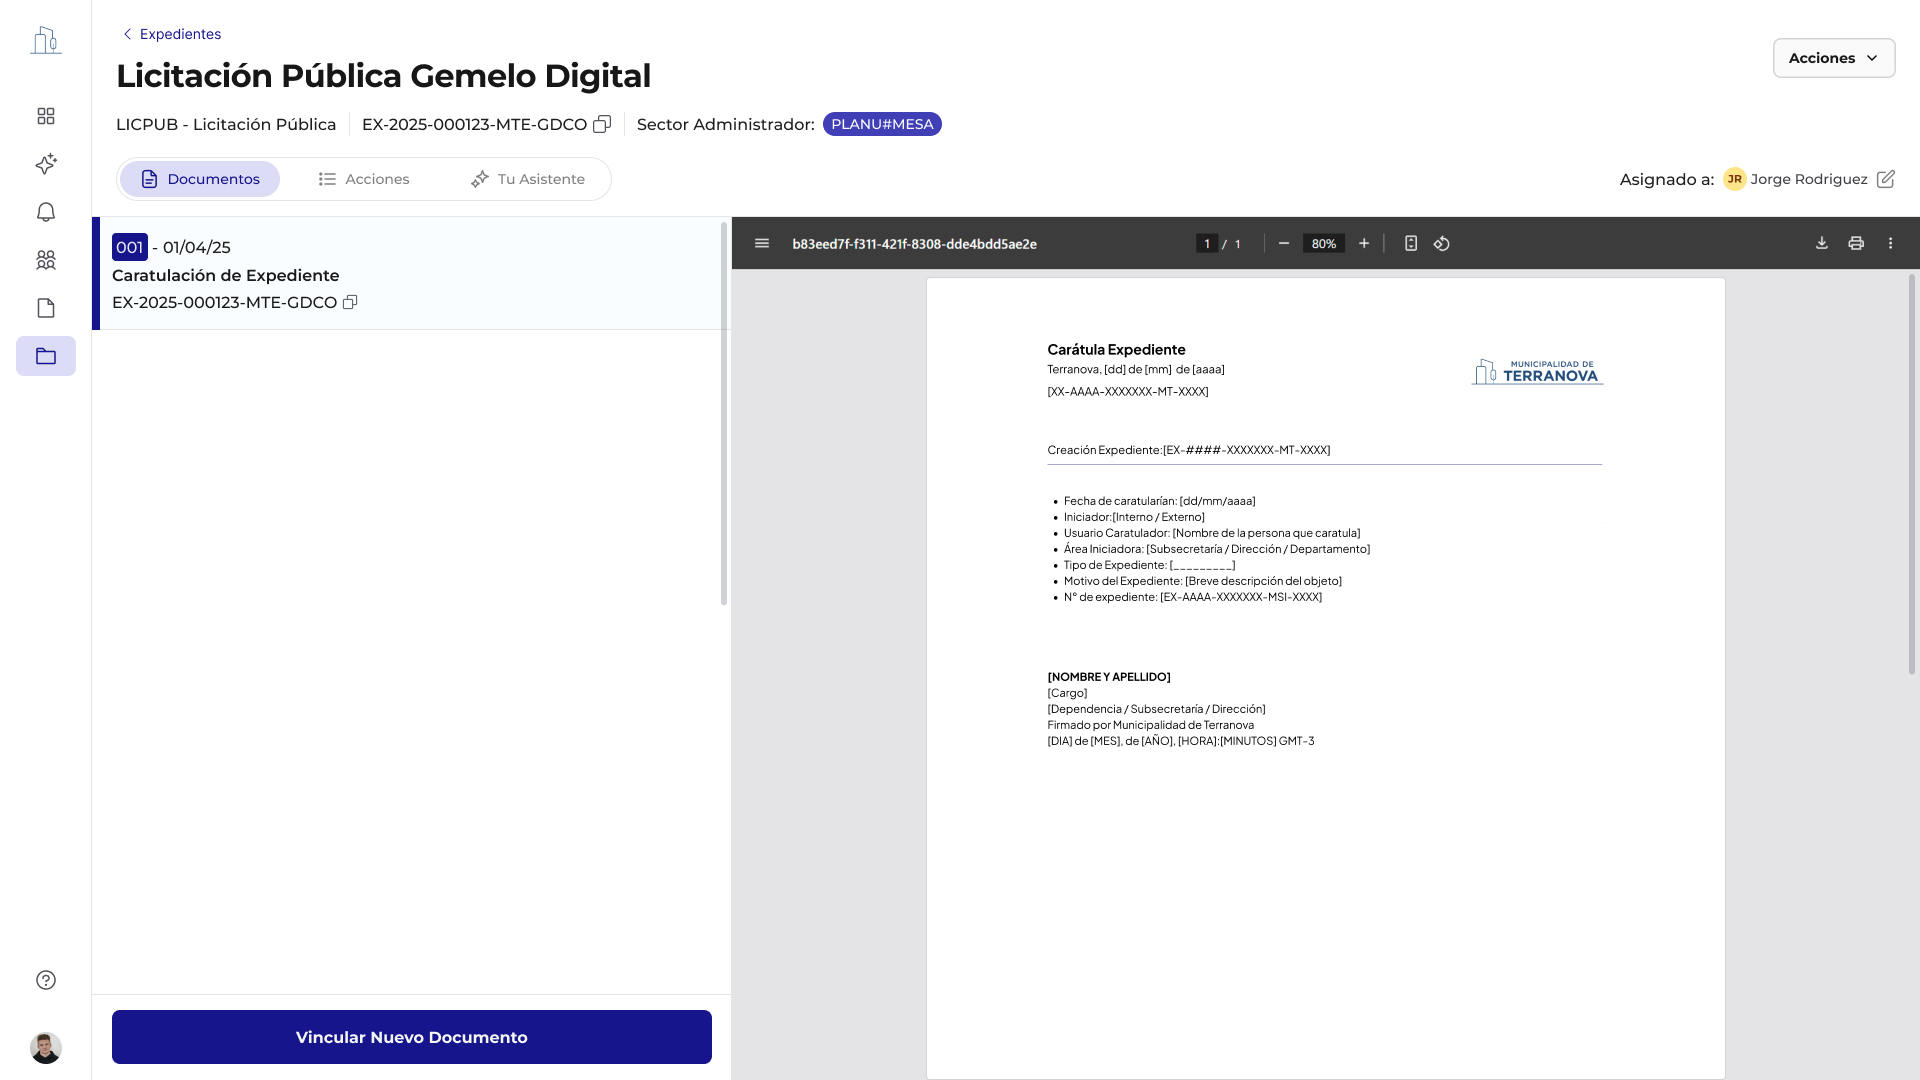 Expedientes
Licitación Pública Gemelo Digital
Acciones
LICPUB - Licitación Pública
EX-2025-000123-MTE-GDCO
Sector Administrador: PLANU#MESA
Documentos
Acciones
Tu Asistente
Asignado a: JR Jorge Rodriguez
001 - 01/04/25
Caratulación de Expediente
EX-2025-000123-MTE-GDCO
Vincular Nuevo Documento
b83eed7f-f311-421f-8308-dde4bdd5ae2e
1 / 1
80%
Carátula Expediente
Terranova, [dd] de [mm] de [aaaa]
[XX-AAAA-XXXXXXX-MT-XXXX]
MUNICIPALIDAD DE
TERRANOVA
Creación Expediente:[EX-####-XXXXXXX-MT-XXXX]
• Fecha de caratularían: [dd/mm/aaaa]
• Iniciador:[Interno / Externo]
• Usuario Caratulador: [Nombre de la persona que caratula]
• Área Iniciadora: [Subsecretaría / Dirección / Departamento]
• Tipo de Expediente: [_________]
• Motivo del Expediente: [Breve descripción del objeto]
• N° de expediente: [EX-AAAA-XXXXXXX-MSI-XXXX]
[NOMBRE Y APELLIDO]
[Cargo]
[Dependencia / Subsecretaría / Dirección]
Firmado por Municipalidad de Terranova
[DIA] de [MES], de [AÑO], [HORA]:[MINUTOS] GMT-3